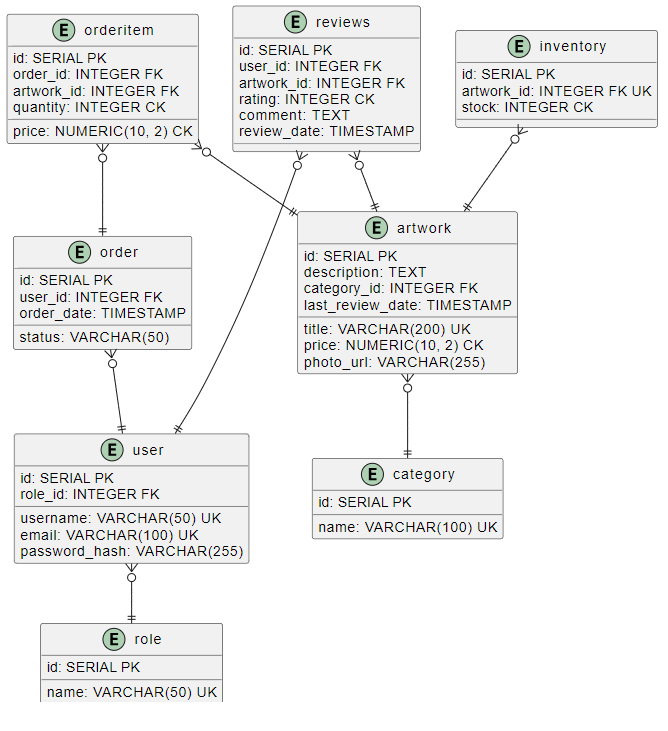 E orderitem
id: SERIAL PK
order_id: INTEGER FK
artwork_id: INTEGER FK
quantity: INTEGER CK
price: NUMERIC(10, 2) CK
E reviews
id: SERIAL PK
user_id: INTEGER FK
artwork_id: INTEGER FK
rating: INTEGER CK
comment: TEXT
review_date: TIMESTAMP
E inventory
id: SERIAL PK
artwork_id: INTEGER FK UK
stock: INTEGER CK
E order
id: SERIAL PK
user_id: INTEGER FK
order_date: TIMESTAMP
status: VARCHAR(50)
E artwork
id: SERIAL PK
description: TEXT
category_id: INTEGER FK
last_review_date: TIMESTAMP
title: VARCHAR(200) UK
price: NUMERIC(10, 2) CK
photo_url: VARCHAR(255)
E user
id: SERIAL PK
role_id: INTEGER FK
username: VARCHAR(50) UK
email: VARCHAR(100) UK
password_hash: VARCHAR(255)
E category
id: SERIAL PK
name: VARCHAR(100) UK
E role
id: SERIAL PK
name: VARCHAR(50) UK